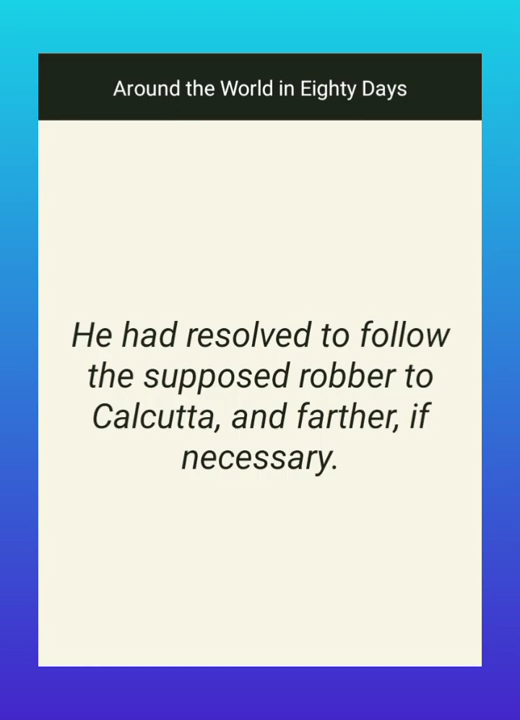 Around the World in Eighty Days
He had resolved to follow
the supposed robber to
Calcutta, and farther, if
necessary.